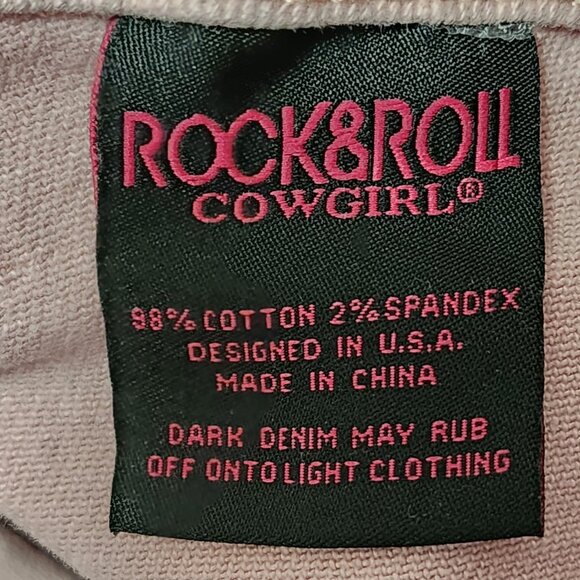 ROCK&ROLL
COWGIRL®
98% COTTON 2% SPANDEX
DESIGNED IN U.S.A.
MADE IN CHINA
DARK DENIM MAY RUB
OFF ONTO LIGHT CLOTHING